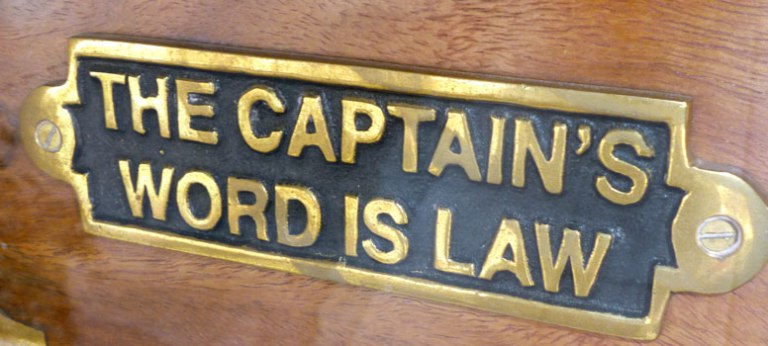 THE CAPTAIN'S
WORD IS LAW